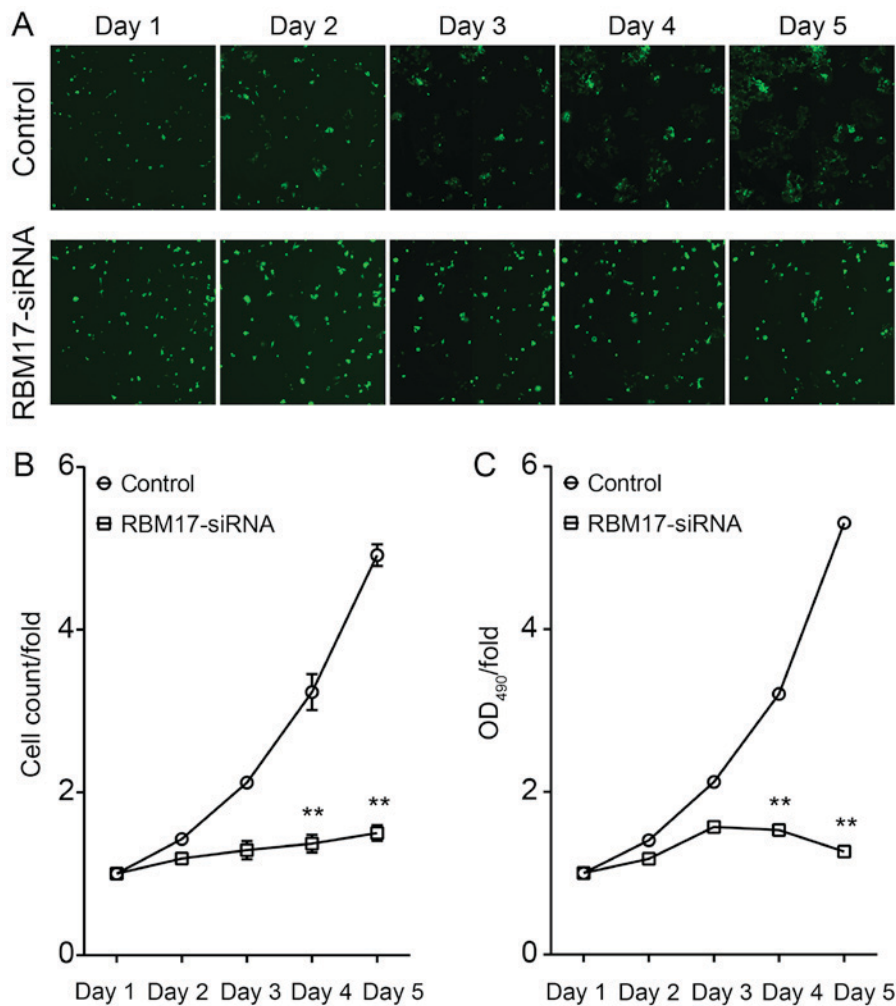 A Day 1 Day 2 Day 3 Day 4 Day 5
Control
RBM17-siRNA
B
6
4
2
0
Cell count/fold
Control
RBM17-siRNA
** **
Day 1 Day 2 Day 3 Day 4 Day 5
C
6
4
2
0
OD490/fold
Control
RBM17-siRNA
**
**
Day 1 Day 2 Day 3 Day 4 Day 5